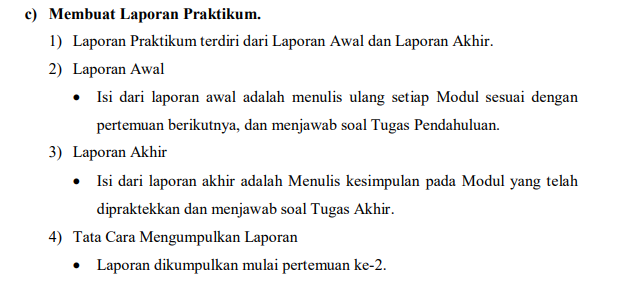 c) Membuat Laporan Praktikum.
1) Laporan Praktikum terdiri dari Laporan Awal dan Laporan Akhir.
2) Laporan Awal
• Isi dari laporan awal adalah menulis ulang setiap Modul sesuai dengan
pertemuan berikutnya, dan menjawab soal Tugas Pendahuluan.
3) Laporan Akhir
• Isi dari laporan akhir adalah Menulis kesimpulan pada Modul yang telah
dipraktekkan dan menjawab soal Tugas Akhir.
4) Tata Cara Mengumpulkan Laporan
• Laporan dikumpulkan mulai pertemuan ke-2.